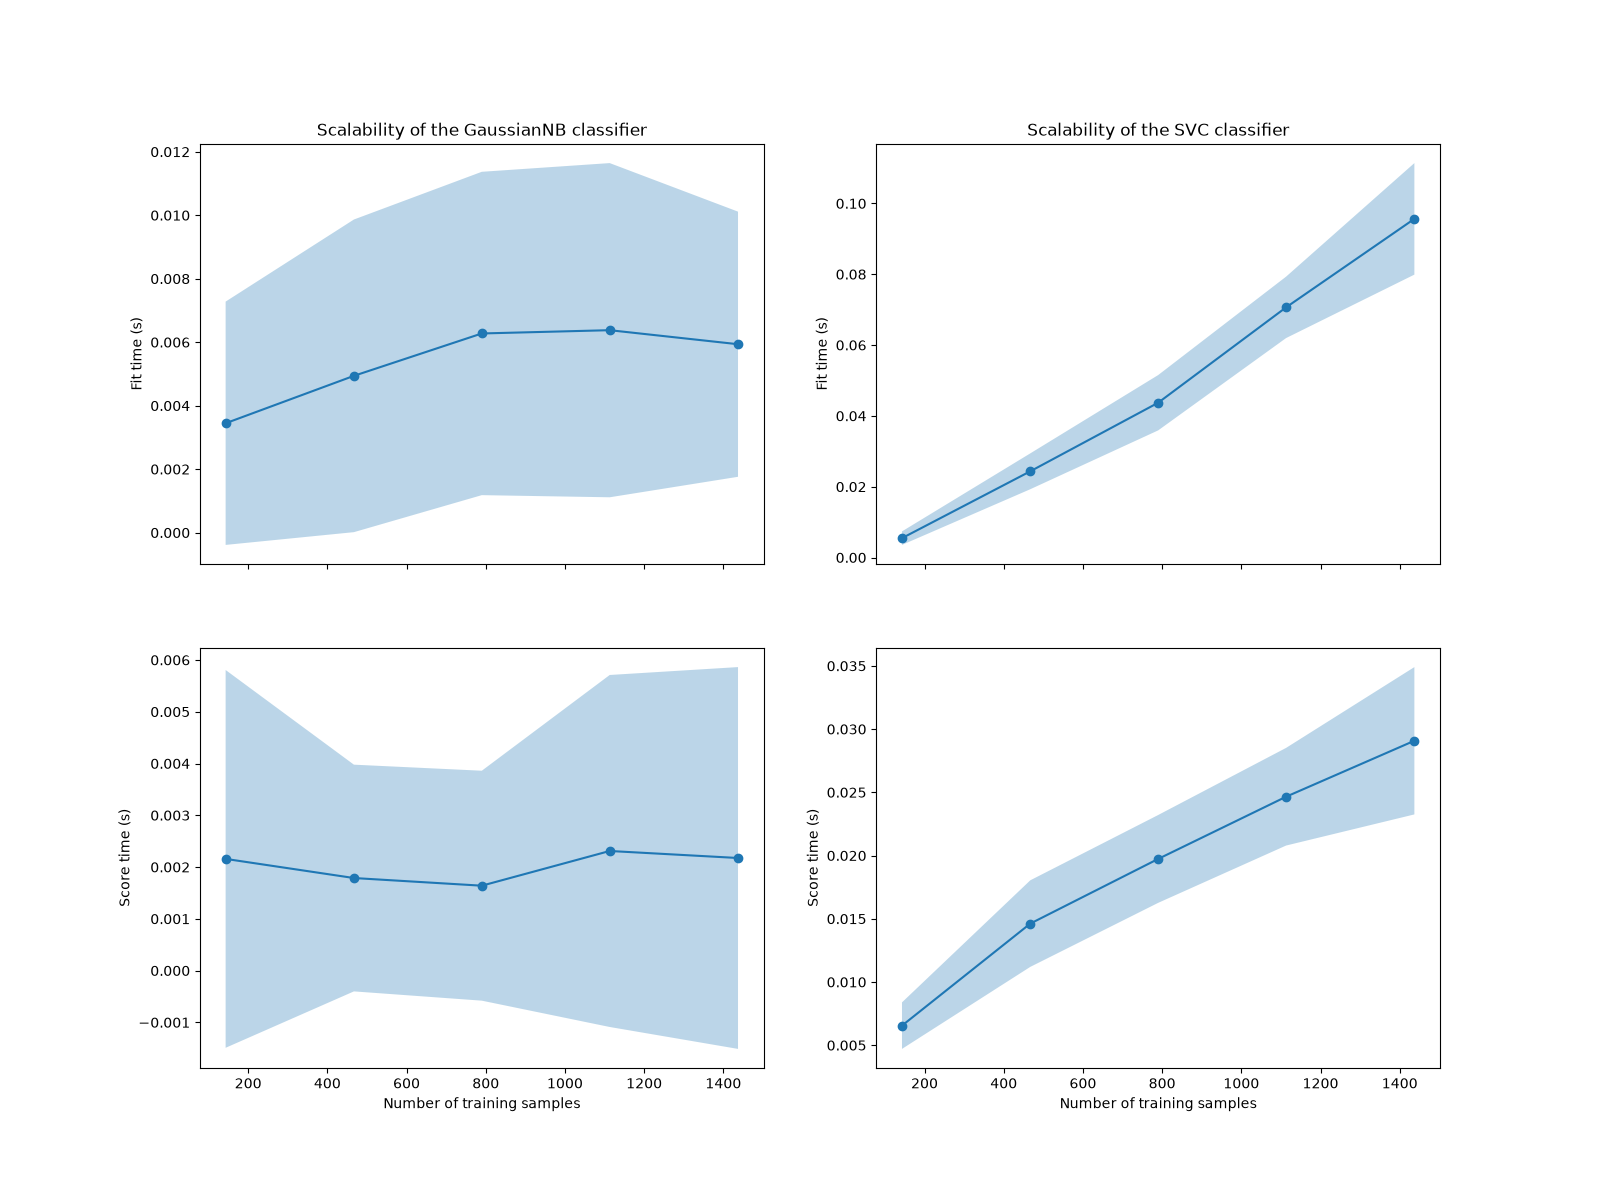 Scalability of the GaussianNB classifier
0.012
0.010
0.008
0.006
0.004
0.002
0.000
Fit time (s)
Scalability of the SVC classifier
0.10
0.08
0.06
0.04
0.02
0.00
Fit time (s)
0.006
0.005
0.004
0.003
0.002
0.001
0.000
−0.001
Score time (s)
200 400 600 800 1000 1200 1400
Number of training samples
0.035
0.030
0.025
0.020
0.015
0.010
0.005
Score time (s)
200 400 600 800 1000 1200 1400
Number of training samples